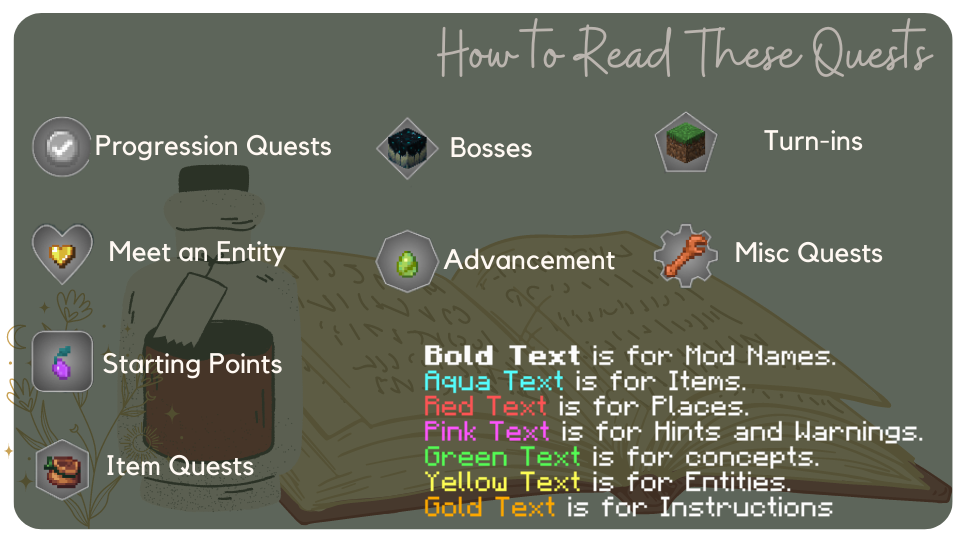 How to Read These Quests
Progression Quests
Bosses
Turn-ins
Meet an Entity
Advancement
Misc Quests
Starting Points
Item Quests
Bold Text is for Mod Names.
Aqua Text is for Items.
Red Text is for Places.
Pink Text is for Hints and Warnings.
Green Text is for concepts.
Yellow Text is for Entities.
Gold Text is for Instructions